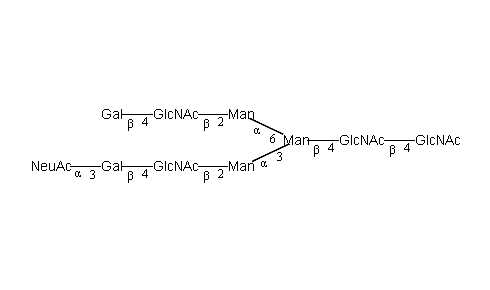 Gal GlcNAc Man
β 4 β 2 α 6
Man GlcNAc GlcNAc
β 4 β 4
NeuAc Gal GlcNAc Man
α 3 β 4 β 2 α 3